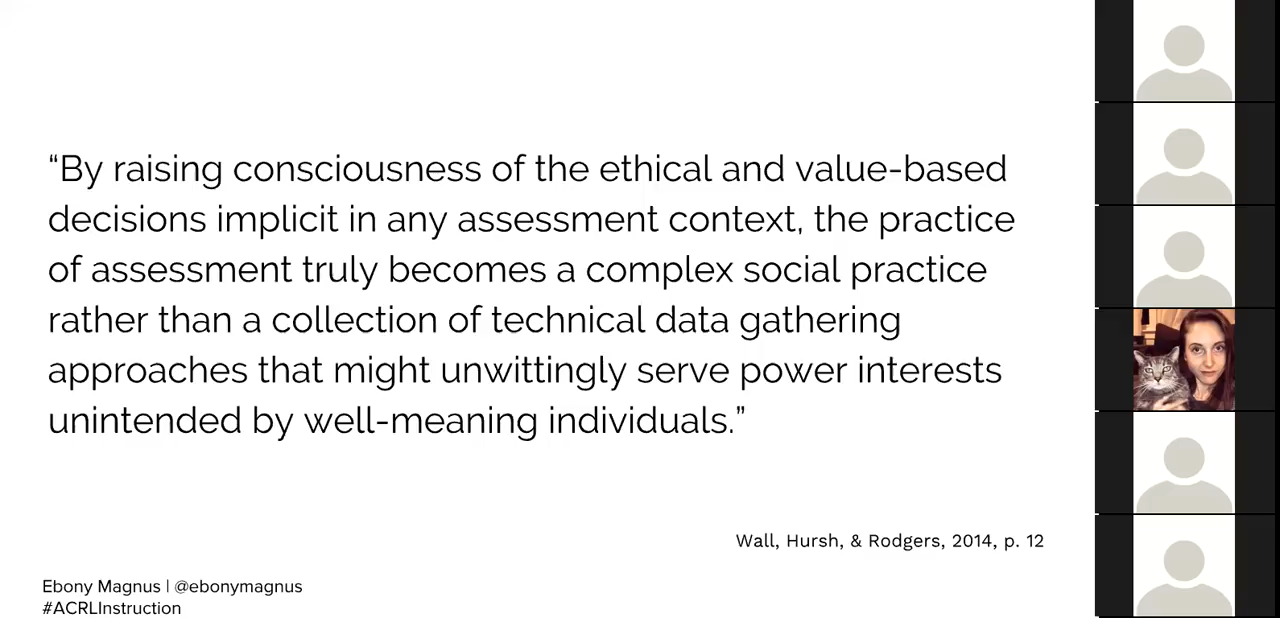 “By raising consciousness of the ethical and value-based
decisions implicit in any assessment context, the practice
of assessment truly becomes a complex social practice
rather than a collection of technical data gathering
approaches that might unwittingly serve power interests
unintended by well-meaning individuals.”
Wall, Hursh, & Rodgers, 2014, p. 12
Ebony Magnus | @ebonymagnus
#ACRLInstruction